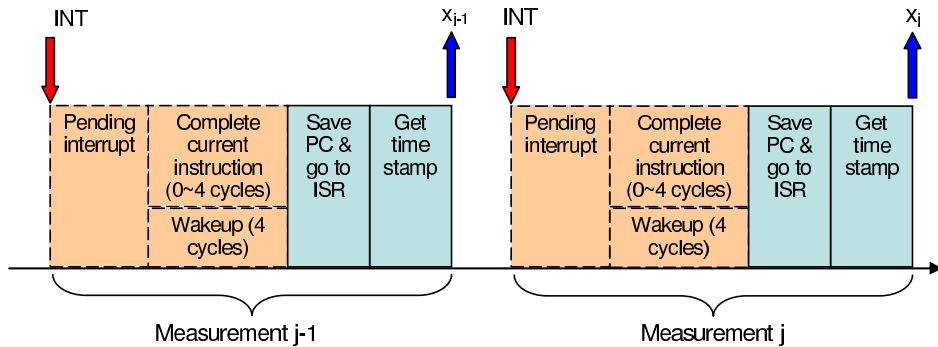 INT
x_{j-1}
INT
x_j
Pending
interrupt
Complete
current
instruction
(0~4 cycles)
Wakeup (4
cycles)
Save
PC &
go to
ISR
Get
time
stamp
Pending
interrupt
Complete
current
instruction
(0~4 cycles)
Wakeup (4
cycles)
Save
PC &
go to
ISR
Get
time
stamp
Measurement j-1
Measurement j